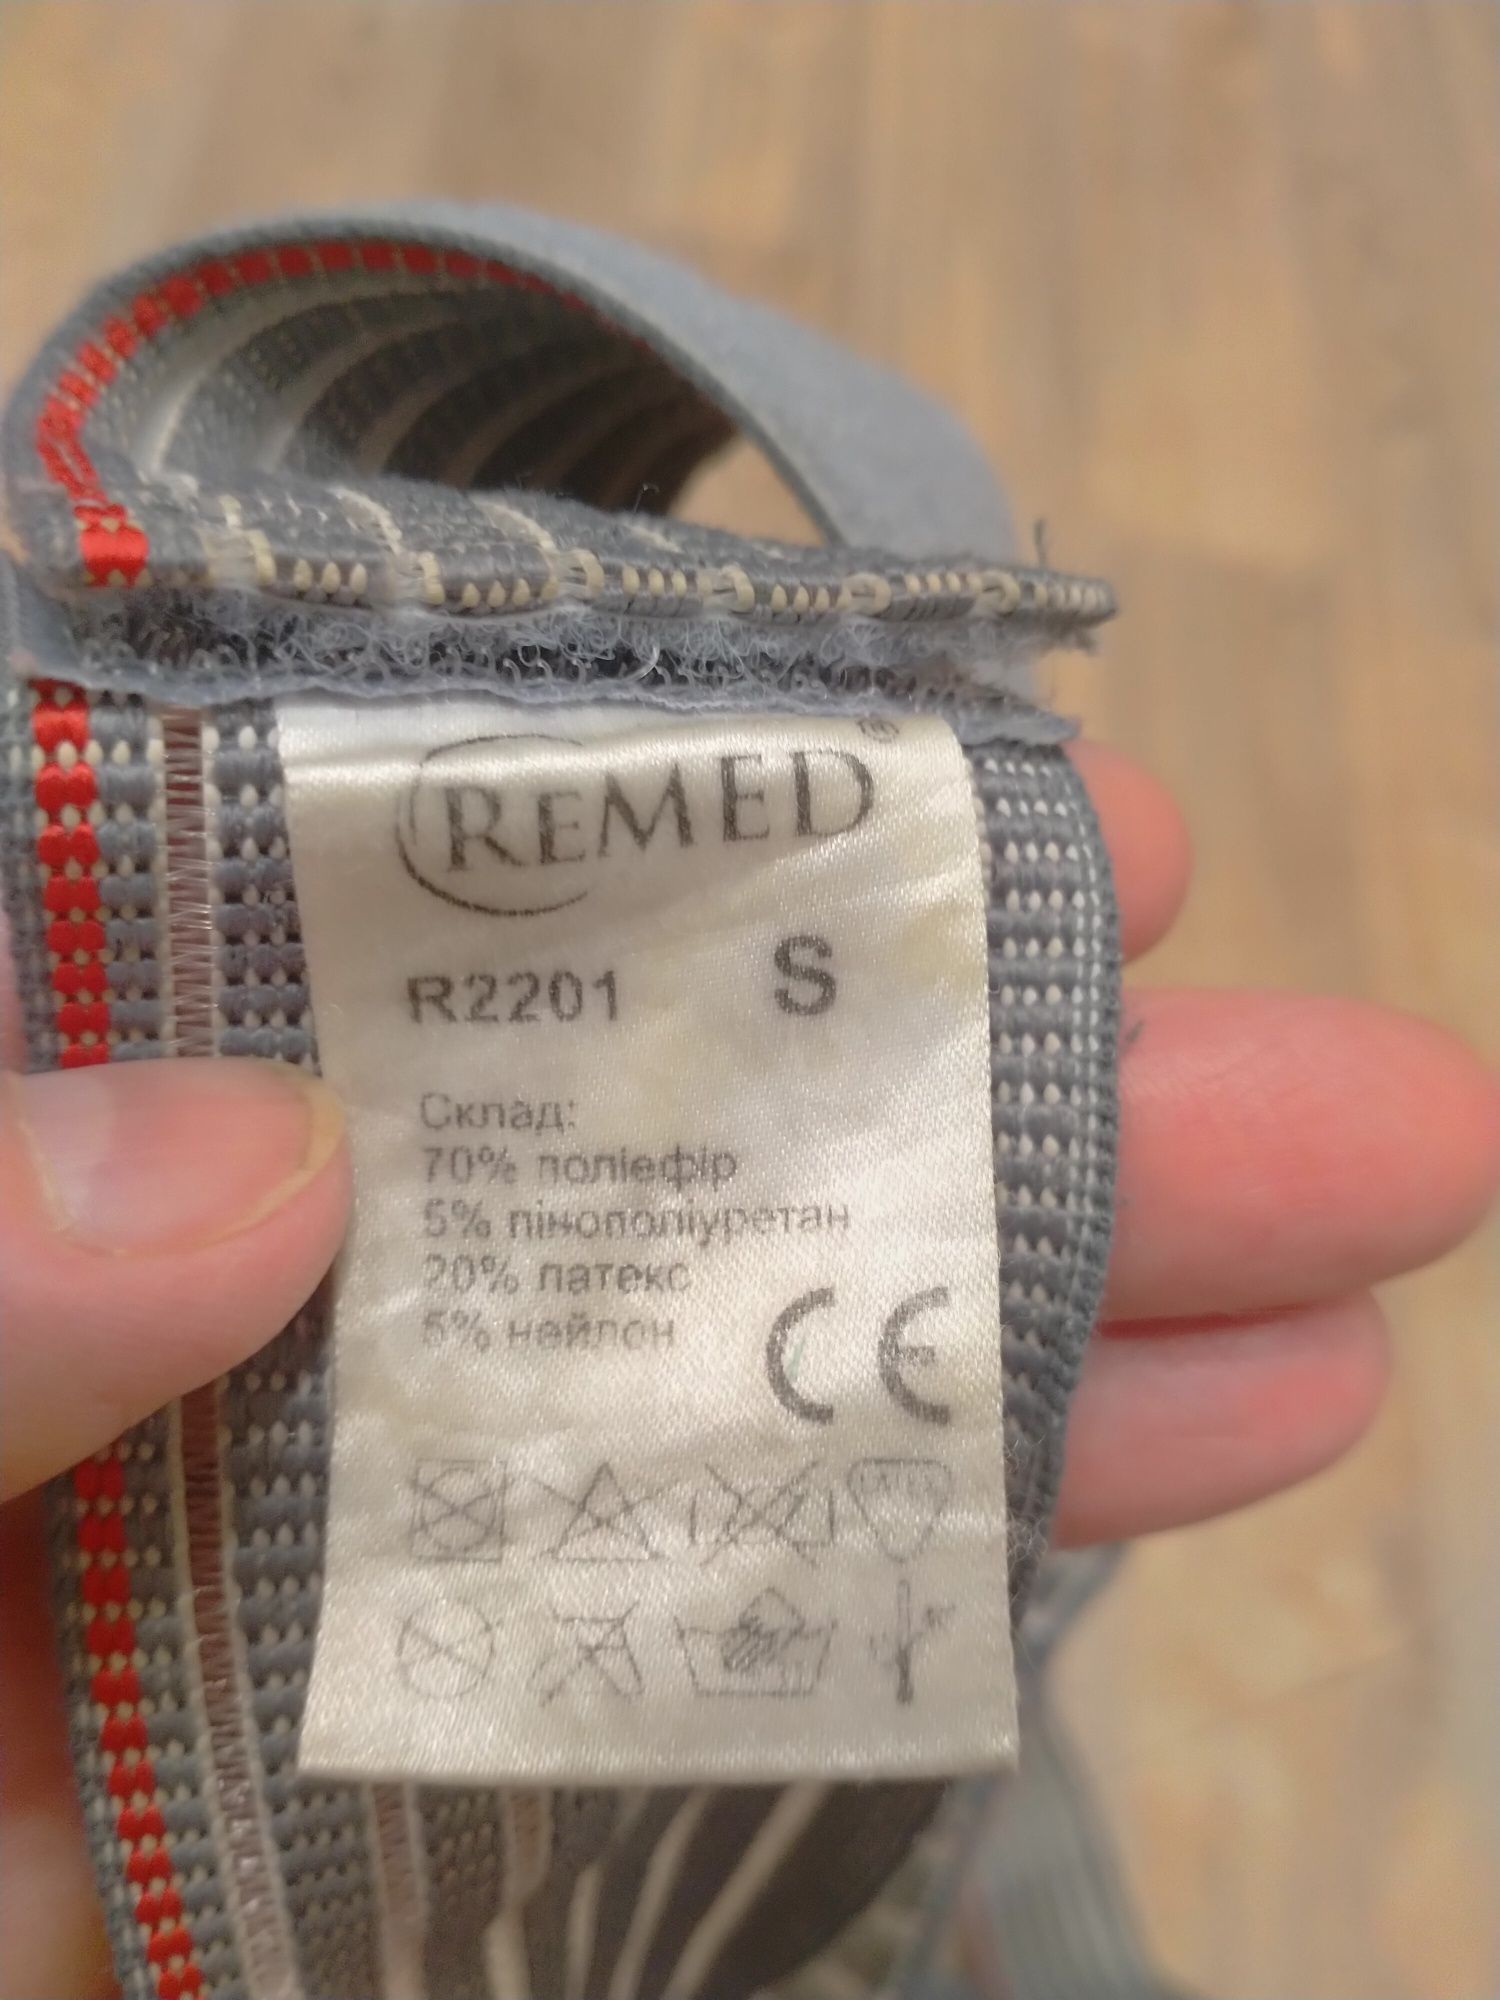 REMED®
R2201 S
Склад:
70% поліефір
5% пінополіуретан
20% латекс
5% нейлон
CE